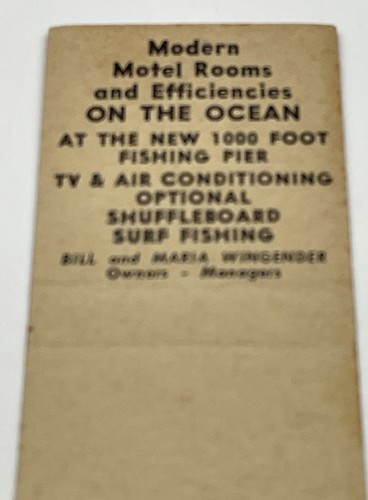 Modern
Motel Rooms
and Efficiencies
ON THE OCEAN
AT THE NEW 1000 FOOT
FISHING PIER
TV & AIR CONDITIONING
OPTIONAL
SHUFFLEBOARD
SURF FISHING
BILL and MARIA WINGENDER
Owners - Managers